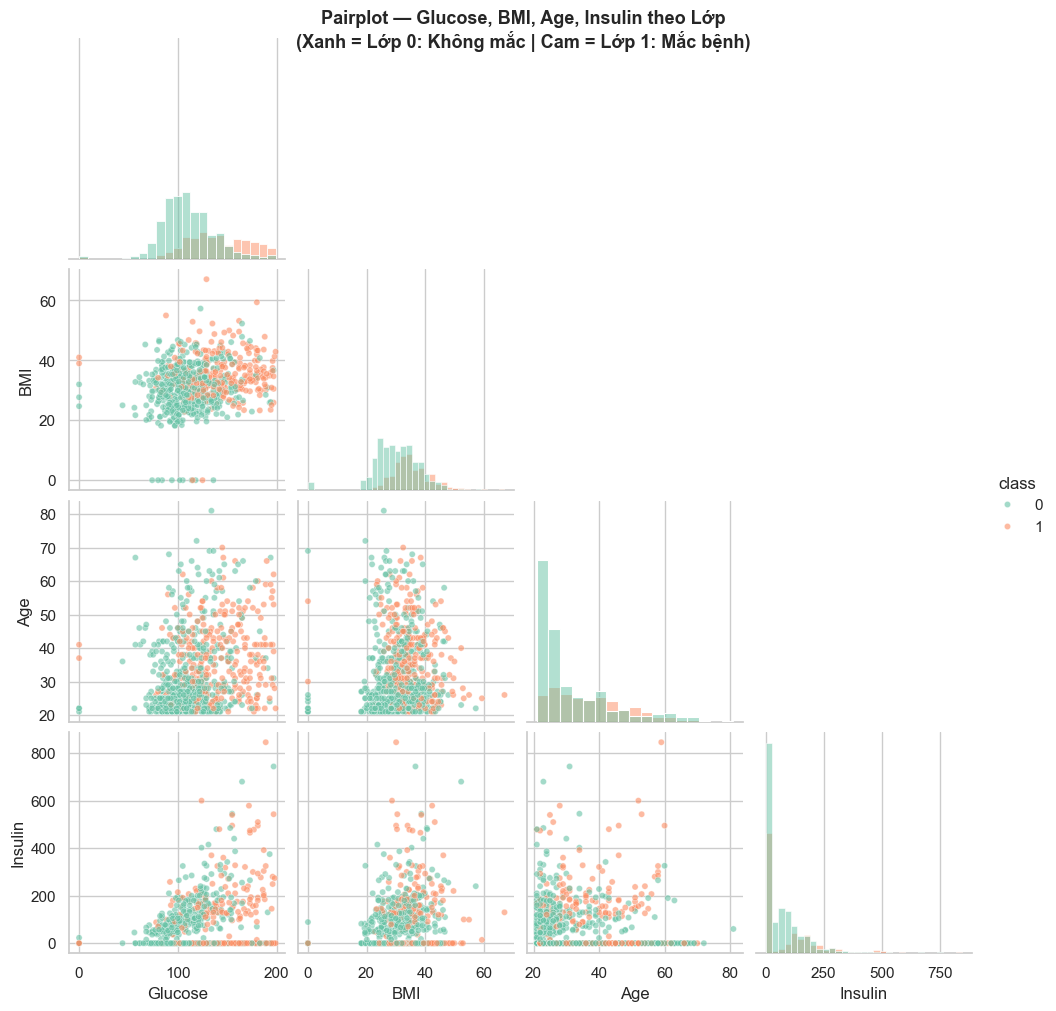 Pairplot — Glucose, BMI, Age, Insulin theo Lớp
(Xanh = Lớp 0: Không mắc | Cam = Lớp 1: Mắc bệnh)
60
40
20
0
BMI
class
0
1
80
70
60
50
40
30
20
Age
800
600
400
200
0
Insulin
0 100 200
0 20 40 60
20 40 60 80
0 250 500 750
Glucose
BMI
Age
Insulin